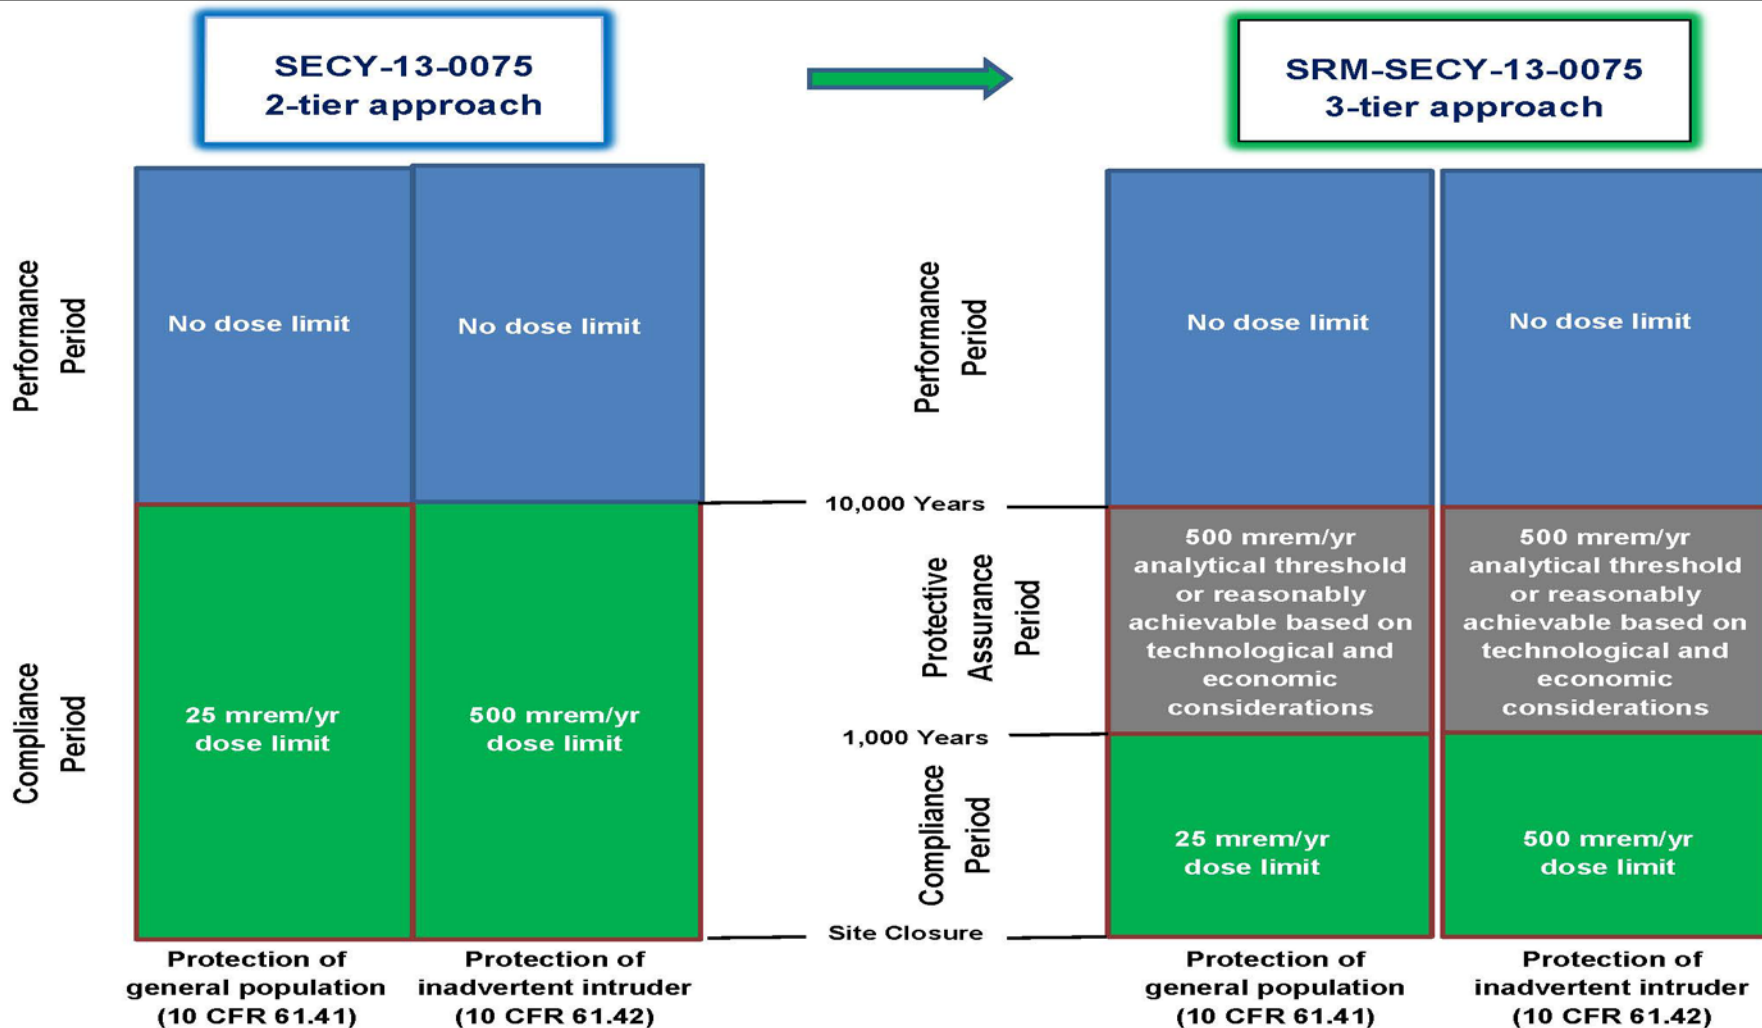 SECY-13-0075
2-tier approach
SRM-SECY-13-0075
3-tier approach
Performance
Period
No dose limit
No dose limit
Compliance
Period
25 mrem/yr
dose limit
500 mrem/yr
dose limit
Protection of
general population
(10 CFR 61.41)
Protection of
inadvertent intruder
(10 CFR 61.42)
10,000 Years
1,000 Years
Site Closure
Performance
Period
No dose limit
No dose limit
Protective
Assurance
Period
500 mrem/yr
analytical threshold
or reasonably
achievable based on
technological and
economic
considerations
500 mrem/yr
analytical threshold
or reasonably
achievable based on
technological and
economic
considerations
Compliance
Period
25 mrem/yr
dose limit
500 mrem/yr
dose limit
Protection of
general population
(10 CFR 61.41)
Protection of
inadvertent intruder
(10 CFR 61.42)